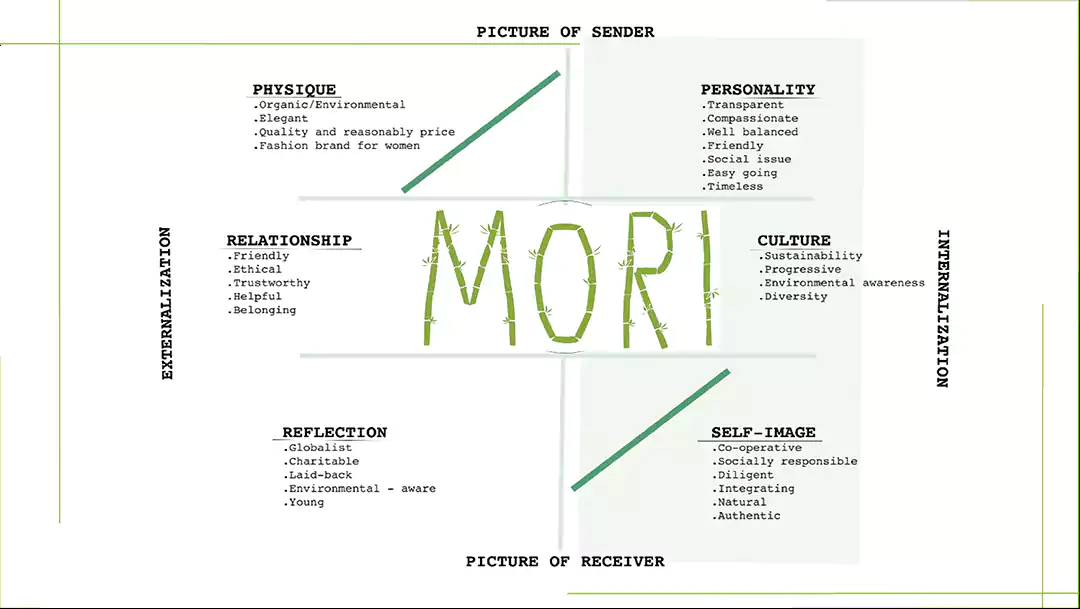 PICTURE OF SENDER
PHYSIQUE
.Organic/Environmental
.Elegant
.Quality and reasonably price
.Fashion brand for women
PERSONALITY
.Transparent
.Compassionate
.Well balanced
.Friendly
.Social issue
.Easy going
.Timeless
EXTERNALIZATION
RELATIONSHIP
.Friendly
.Ethical
.Trustworthy
.Helpful
.Belonging
MORI
CULTURE
.Sustainability
.Progressive
.Environmental awareness
.Diversity
INTERNALIZATION
REFLECTION
.Globalist
.Charitable
.Laid-back
.Environmental - aware
.Young
SELF-IMAGE
.Co-operative
.Socially responsible
.Diligent
.Integrating
.Natural
.Authentic
PICTURE OF RECEIVER